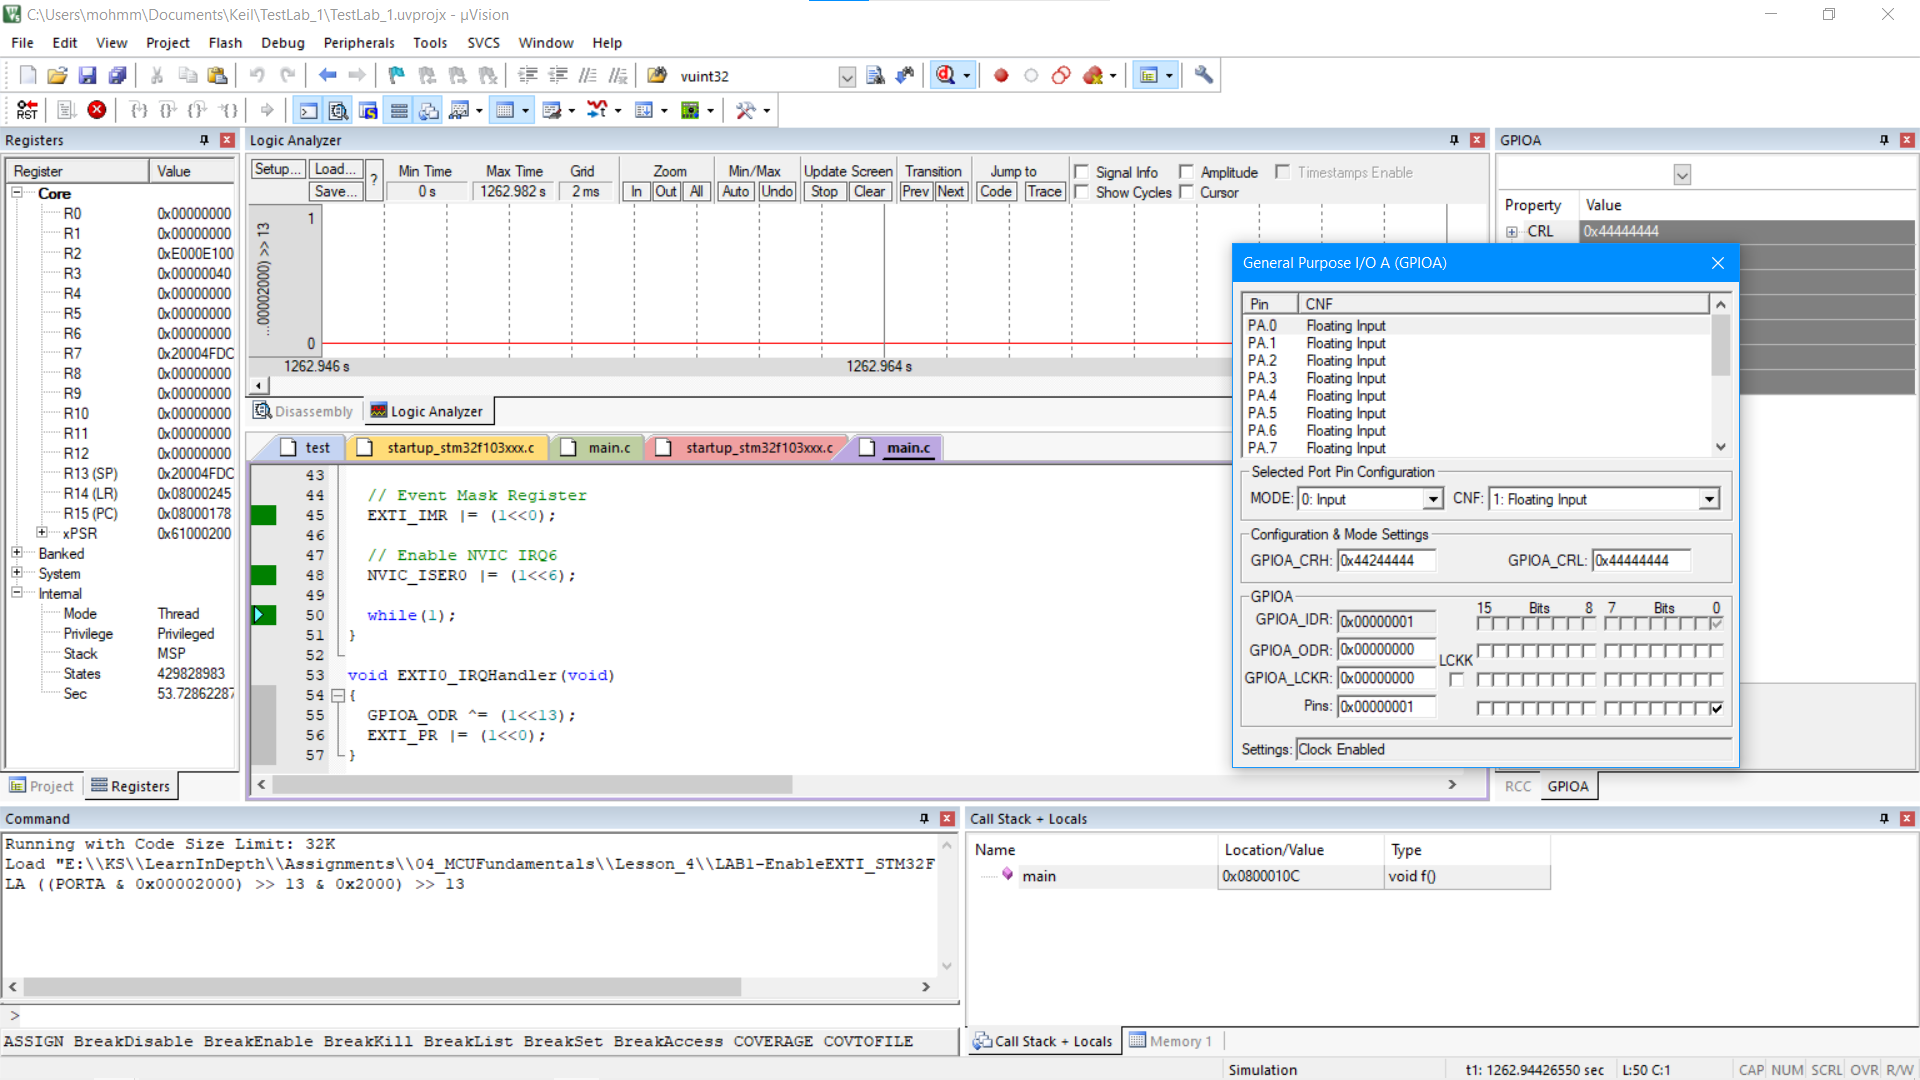 C:\Users\mohmm\Documents\Keil\TestLab_1\TestLab_1.uvprojx - µVision
File Edit View Project Flash Debug Peripherals Tools SVCS Window Help
vuint32
RST
Registers
Register Value
Core
R0 0x00000000
R1 0x00000000
R2 0xE000E100
R3 0x00000040
R4 0x00000000
R5 0x00000000
R6 0x00000000
R7 0x20004FDC
R8 0x00000000
R9 0x00000000
R10 0x00000000
R11 0x00000000
R12 0x00000000
R13 (SP) 0x20004FDC
R14 (LR) 0x08000245
R15 (PC) 0x08000178
xPSR 0x61000200
Banked
System
Internal
Mode Thread
Privilege Privileged
Stack MSP
States 429828983
Sec 53.72862287
Project Registers
Logic Analyzer
Setup... Load... ? Min Time Max Time Grid Zoom Min/Max Update Screen Transition Jump to Signal Info Amplitude Timestamps Enable
Save... 0 s 1262.982 s 2 ms In Out All Auto Undo Stop Clear Prev Next Code Trace Show Cycles Cursor
...00002000) >> 13
1
0
1262.946 s 1262.964 s
Disassembly Logic Analyzer
test startup_stm32f103xxx.c main.c startup_stm32f103xxx.c main.c
43
44 // Event Mask Register
45 EXTI_IMR |= (1<<0);
46
47 // Enable NVIC IRQ6
48 NVIC_ISER0 |= (1<<6);
49
50 while(1);
51 }
52
53 void EXTI0_IRQHandler(void)
54 {
55 GPIOA_ODR ^= (1<<13);
56 EXTI_PR |= (1<<0);
57 }
GPIOA
Property Value
CRL 0x44444444
RCC GPIOA
General Purpose I/O A (GPIOA)
Pin CNF
PA.0 Floating Input
PA.1 Floating Input
PA.2 Floating Input
PA.3 Floating Input
PA.4 Floating Input
PA.5 Floating Input
PA.6 Floating Input
PA.7 Floating Input
Selected Port Pin Configuration
MODE: 0: Input CNF: 1: Floating Input
Configuration & Mode Settings
GPIOA_CRH: 0x44244444 GPIOA_CRL: 0x44444444
GPIOA
15 Bits 8 7 Bits 0
GPIOA_IDR: 0x00000001
GPIOA_ODR: 0x00000000
LCKK
GPIOA_LCKR: 0x00000000
Pins: 0x00000001
Settings: Clock Enabled
Command
Running with Code Size Limit: 32K
Load "E:\\KS\\LearnInDepth\\Assignments\\04_MCUFundamentals\\Lesson_4\\LAB1-EnableEXTI_STM32F
LA ((PORTA & 0x00002000) >> 13 & 0x2000) >> 13
>
ASSIGN BreakDisable BreakEnable BreakKill BreakList BreakSet BreakAccess COVERAGE COVTOFILE
Call Stack + Locals
Name Location/Value Type
main 0x0800010C void f()
Call Stack + Locals Memory 1
Simulation t1: 1262.94426550 sec L:50 C:1 CAP NUM SCRL OVR R/W